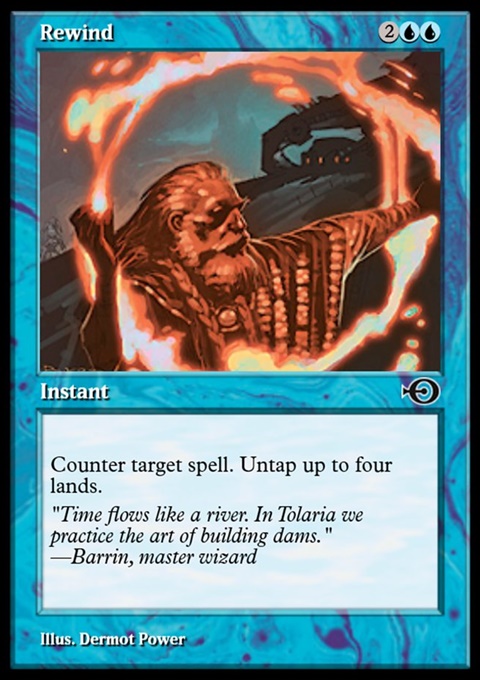 Rewind 2
Instant
Counter target spell. Untap up to four
lands.
"Time flows like a river. In Tolaria we
practice the art of building dams."
—Barrin, master wizard
Illus. Dermot Power